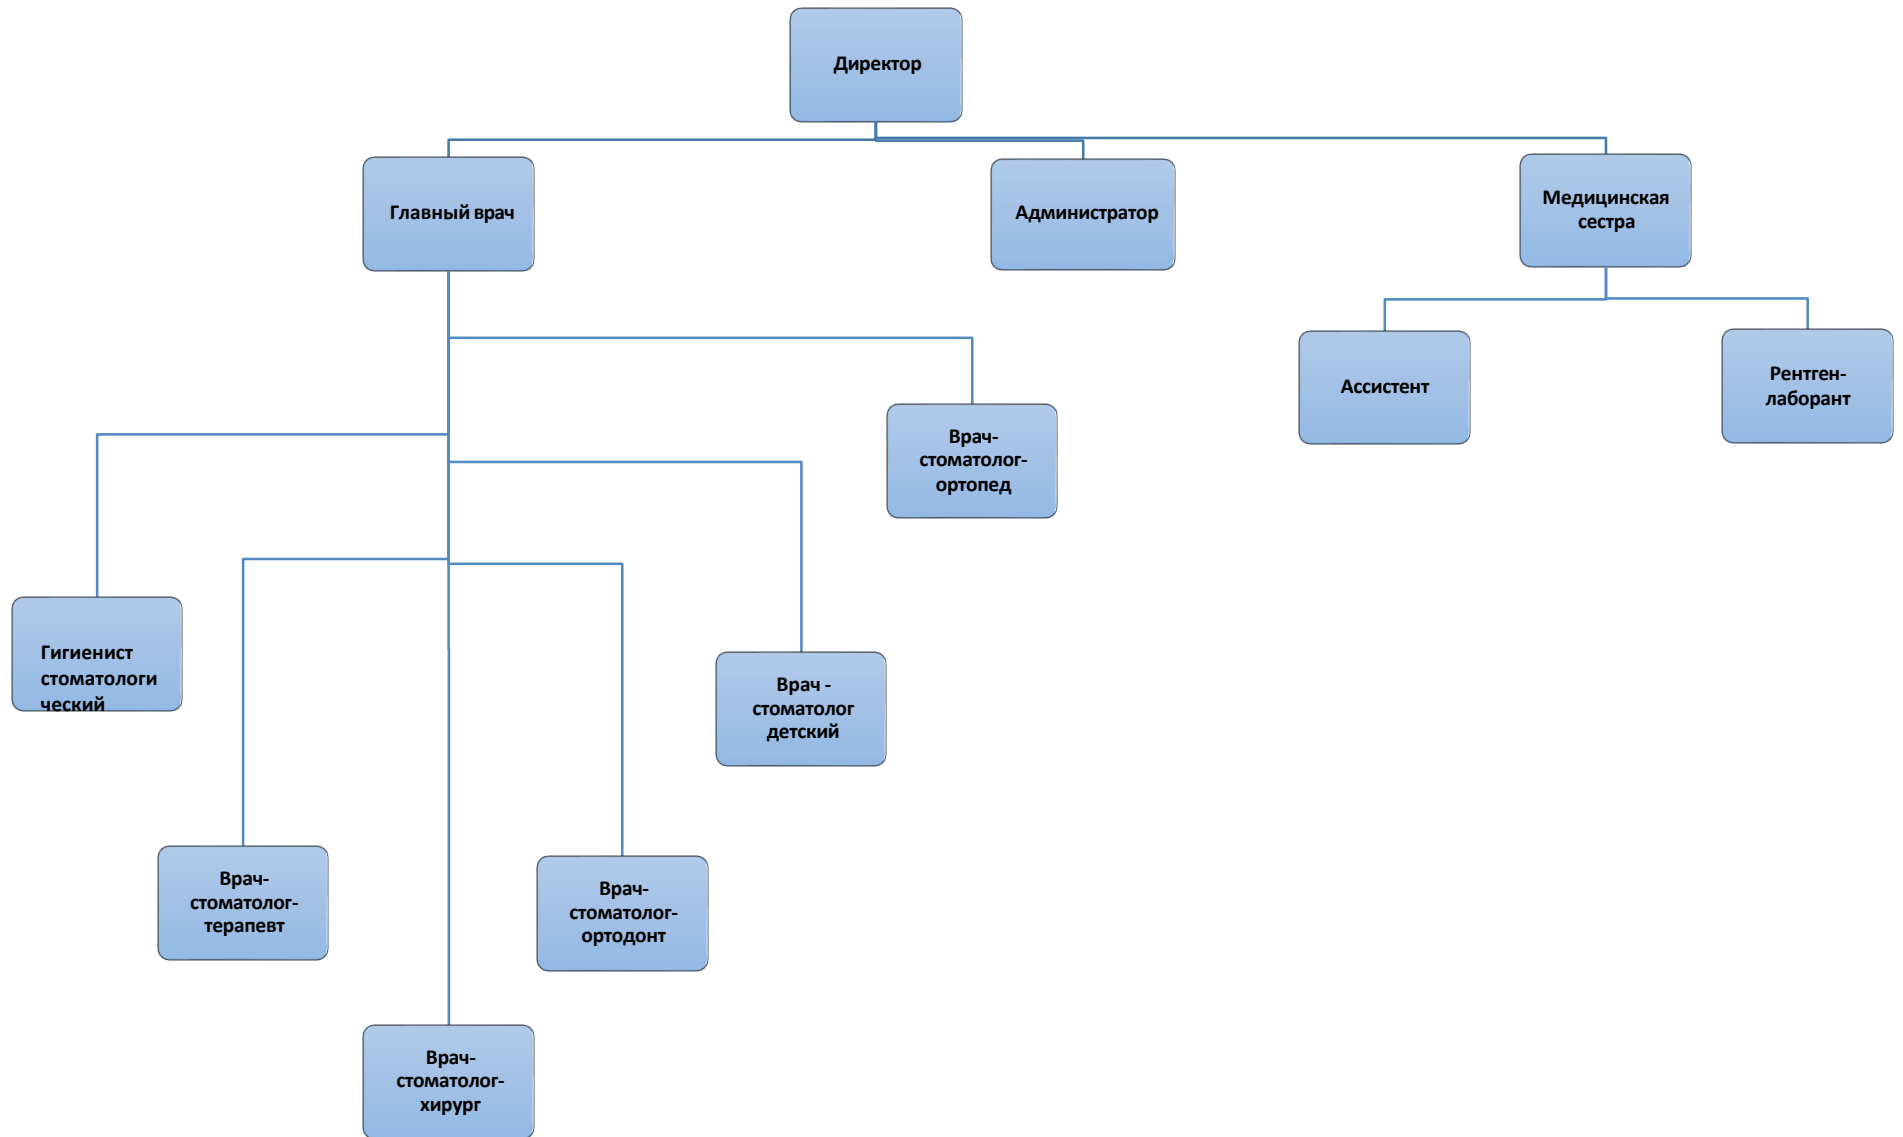 Директор
Главный врач
Администратор
Медицинская
сестра
Ассистент
Рентген-
лаборант
Врач-
стоматолог-
ортопед
Гигиенист
стоматологи
ческий
Врач -
стоматолог
детский
Врач-
стоматолог-
терапевт
Врач-
стоматолог-
ортодонт
Врач-
стоматолог-
хирург